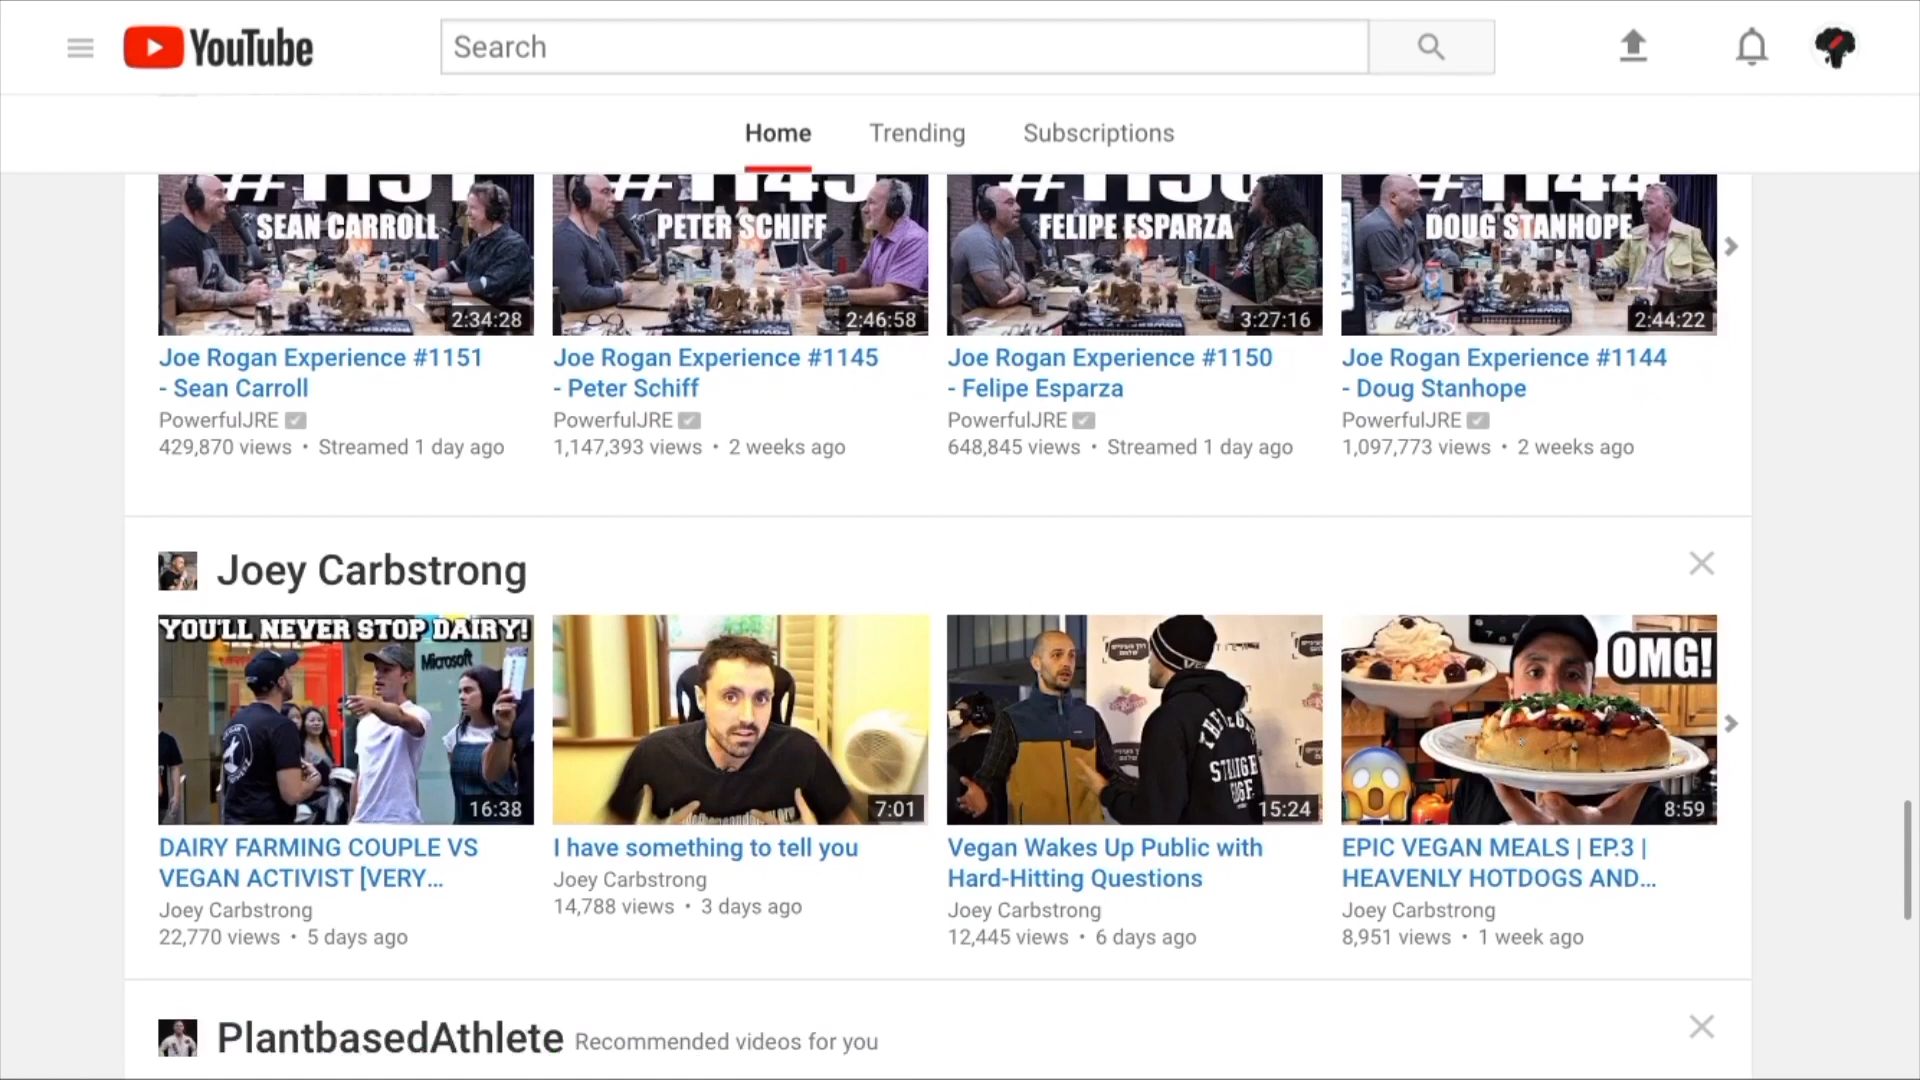 YouTube
Search
Home
Trending
Subscriptions
SEAN CARROLL
2:34:28
PETER SCHIFF
2:46:58
FELIPE ESPARZA
3:27:16
DOUG STANHOPE
2:44:22
Joe Rogan Experience #1151
- Sean Carroll
PowerfulJRE
429,870 views • Streamed 1 day ago
Joe Rogan Experience #1145
- Peter Schiff
PowerfulJRE
1,147,393 views • 2 weeks ago
Joe Rogan Experience #1150
- Felipe Esparza
PowerfulJRE
648,845 views • Streamed 1 day ago
Joe Rogan Experience #1144
- Doug Stanhope
PowerfulJRE
1,097,773 views • 2 weeks ago
Joey Carbstrong
YOU'LL NEVER STOP DAIRY!
Microsoft
16:38
7:01
15:24
OMG!
8:59
DAIRY FARMING COUPLE VS
VEGAN ACTIVIST [VERY...
Joey Carbstrong
22,770 views • 5 days ago
I have something to tell you
Joey Carbstrong
14,788 views • 3 days ago
Vegan Wakes Up Public with
Hard-Hitting Questions
Joey Carbstrong
12,445 views • 6 days ago
EPIC VEGAN MEALS | EP.3 |
HEAVENLY HOTDOGS AND...
Joey Carbstrong
8,951 views • 1 week ago
PlantbasedAthlete Recommended videos for you